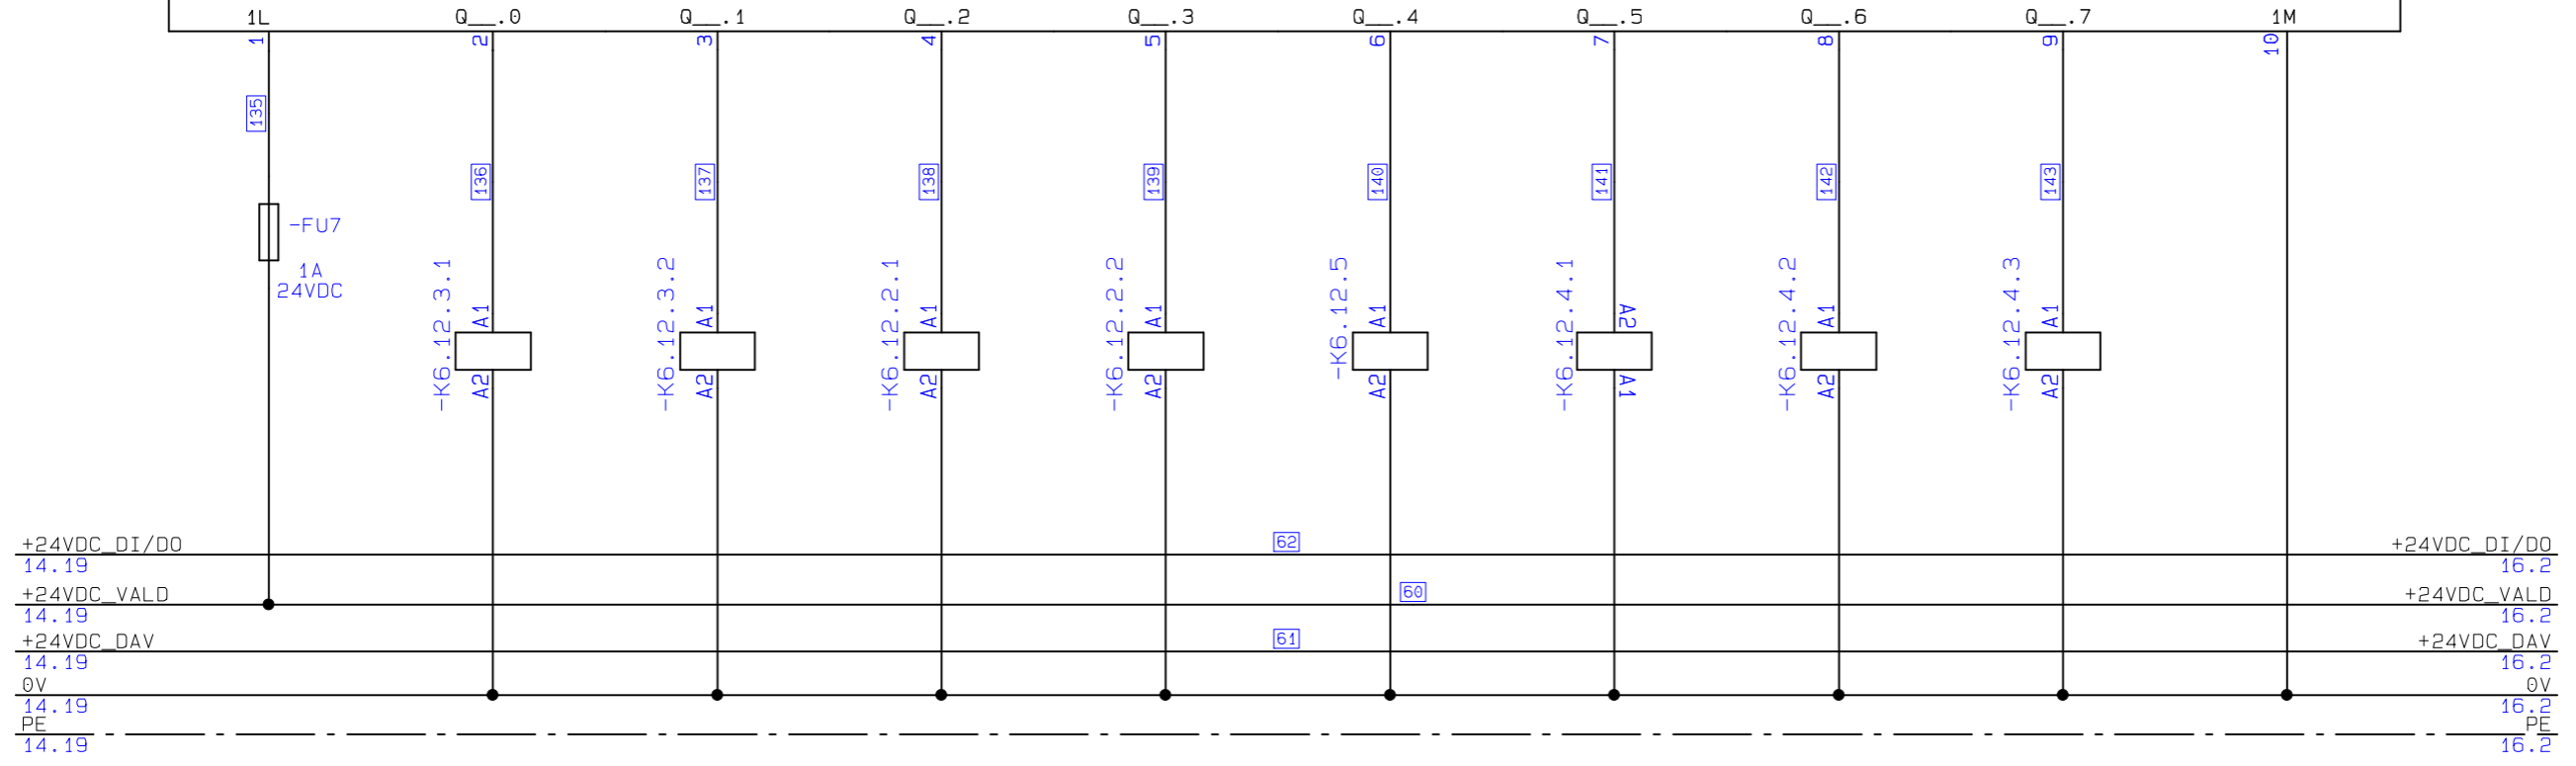 1L Q__.0 Q__.1 Q__.2 Q__.3 Q__.4 Q__.5 Q__.6 Q__.7 1M
1 2 3 4 5 6 7 8 9 10
135
136 137 138 139 140 141 142 143
-FU7
1A
24VDC
-K6.12.3.1 -K6.12.3.2 -K6.12.2.1 -K6.12.2.2 -K6.12.5 -K6.12.4.1 -K6.12.4.2 -K6.12.4.3
A1 A1 A1 A1 A1 A2 A1 A1
A2 A2 A2 A2 A2 A1 A2 A2
+24VDC_DI/DO 62 +24VDC_DI/DO
14.19 16.2
+24VDC_VALD 60 +24VDC_VALD
14.19 16.2
+24VDC_DAV 61 +24VDC_DAV
14.19 16.2
0V 0V
14.19 16.2
PE PE
14.19 16.2